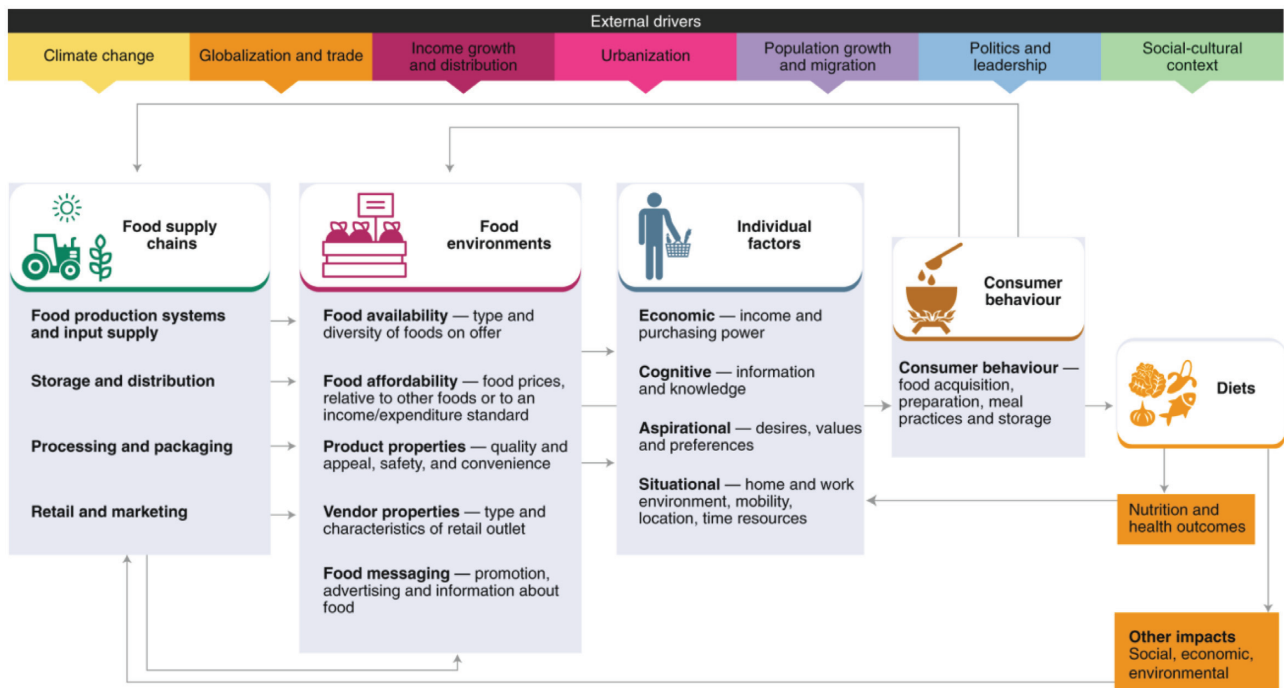 External drivers
Climate change
Globalization and trade
Income growth
and distribution
Urbanization
Population growth
and migration
Politics and
leadership
Social-cultural
context
Food supply
chains
Food production systems
and input supply
Storage and distribution
Processing and packaging
Retail and marketing
Food
environments
Food availability — type and
diversity of foods on offer
Food affordability — food prices,
relative to other foods or to an
income/expenditure standard
Product properties — quality and
appeal, safety, and convenience
Vendor properties — type and
characteristics of retail outlet
Food messaging — promotion,
advertising and information about
food
Individual
factors
Economic — income and
purchasing power
Cognitive — information
and knowledge
Aspirational — desires, values
and preferences
Situational — home and work
environment, mobility,
location, time resources
Consumer
behaviour
Consumer behaviour —
food acquisition,
preparation, meal
practices and storage
Diets
Nutrition and
health outcomes
Other impacts
Social, economic,
environmental